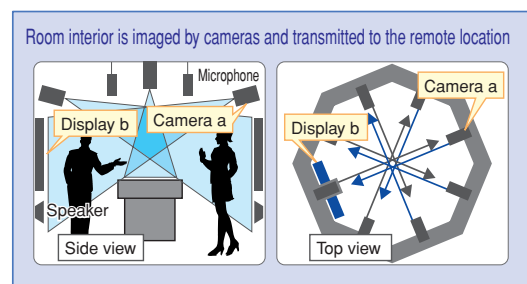 Room interior is imaged by cameras and transmitted to the remote location
Microphone
Display b
Camera a
Speaker
Side view
Camera a
Display b
Top view